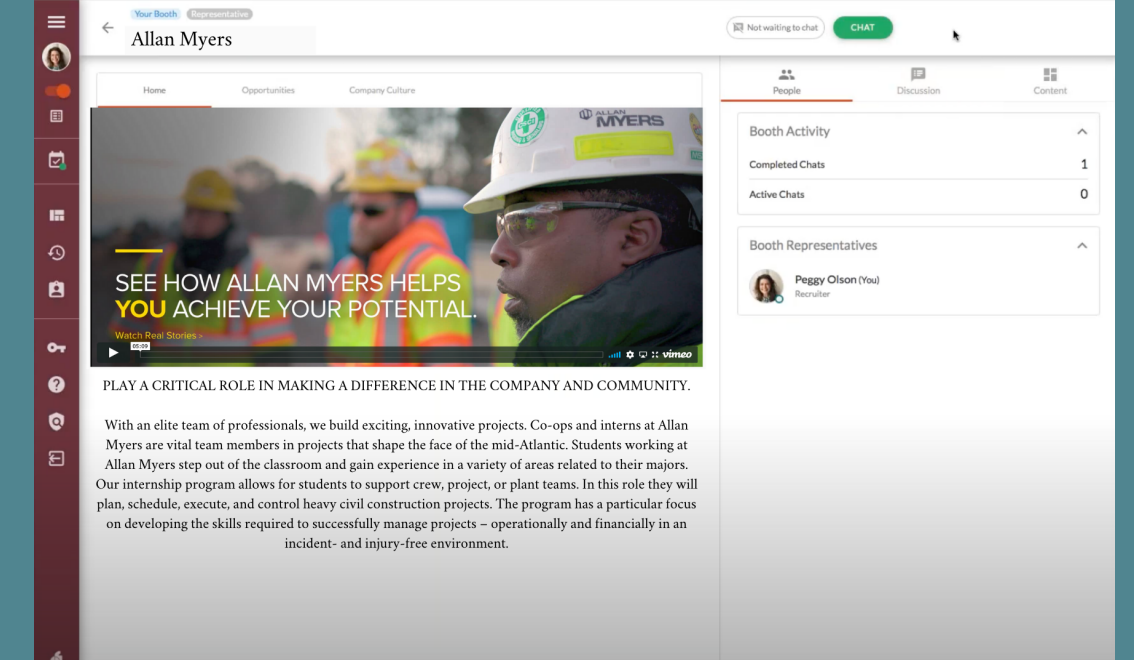 Your Booth Representative
Allan Myers
Not waiting to chat
CHAT
Home Opportunities Company Culture
People Discussion Content
ALLAN
MYERS
SEE HOW ALLAN MYERS HELPS
YOU ACHIEVE YOUR POTENTIAL.
Watch Real Stories >
05:09
vimeo
PLAY A CRITICAL ROLE IN MAKING A DIFFERENCE IN THE COMPANY AND COMMUNITY.
With an elite team of professionals, we build exciting, innovative projects. Co-ops and interns at Allan
Myers are vital team members in projects that shape the face of the mid-Atlantic. Students working at
Allan Myers step out of the classroom and gain experience in a variety of areas related to their majors.
Our internship program allows for students to support crew, project, or plant teams. In this role they will
plan, schedule, execute, and control heavy civil construction projects. The program has a particular focus
on developing the skills required to successfully manage projects – operationally and financially in an
incident- and injury-free environment.
Booth Activity
Completed Chats 1
Active Chats 0
Booth Representatives
Peggy Olson (You)
Recruiter